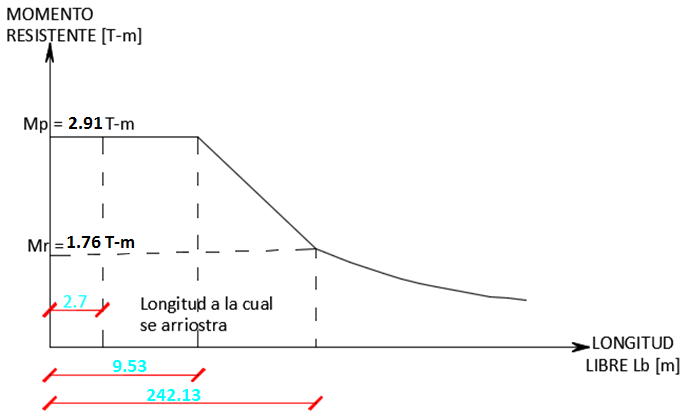 MOMENTO
RESISTENTE [T-m]
Mp = 2.91 T-m
Mr = 1.76 T-m
2.7
Longitud a la cual
se arriostra
LONGITUD
LIBRE Lb [m]
9.53
242.13